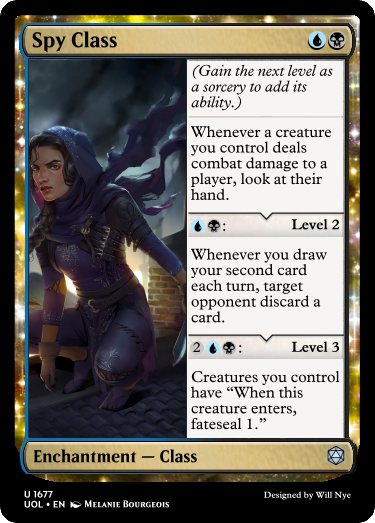 Spy Class
(Gain the next level as
a sorcery to add its
ability.)
Whenever a creature
you control deals
combat damage to a
player, look at their
hand.
: Level 2
Whenever you draw
your second card
each turn, target
opponent discard a
card.
2 : Level 3
Creatures you control
have “When this
creature enters,
fateseal 1.”
Enchantment — Class
U 1677
UOL • EN Melanie Bourgeois
Designed by Will Nye